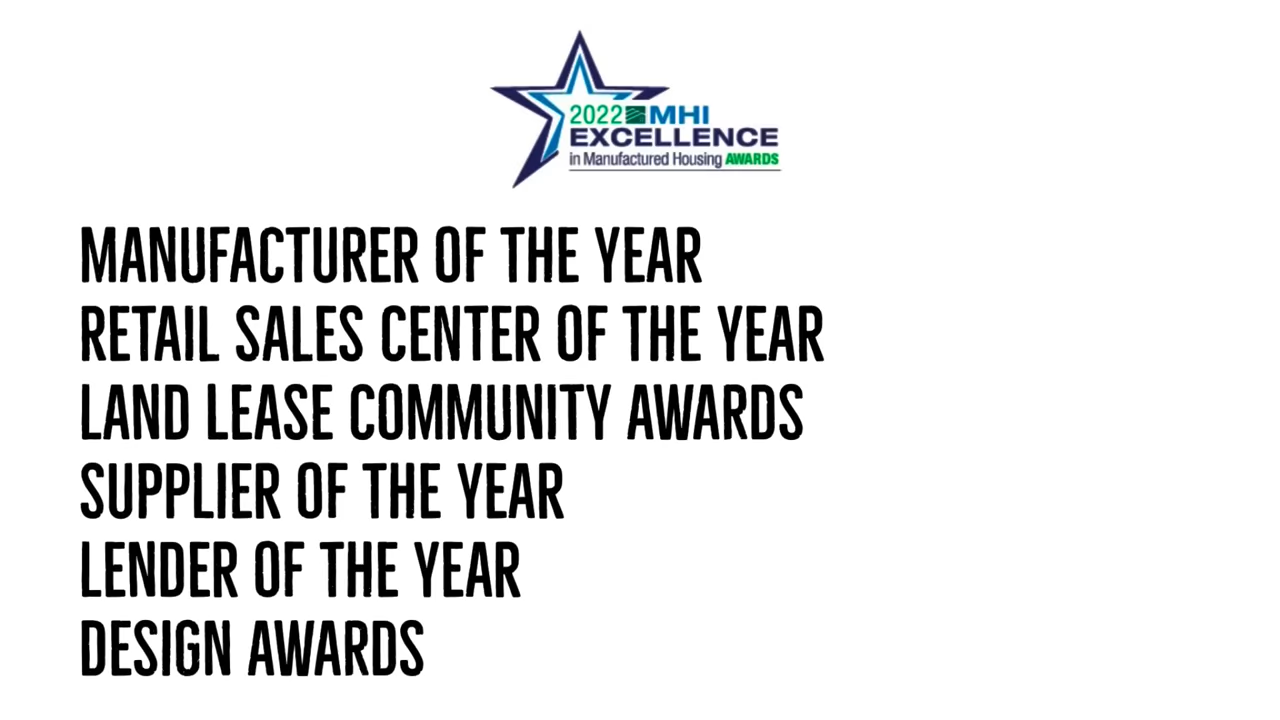 2022 MHI
EXCELLENCE
in Manufactured Housing AWARDS
MANUFACTURER OF THE YEAR
RETAIL SALES CENTER OF THE YEAR
LAND LEASE COMMUNITY AWARDS
SUPPLIER OF THE YEAR
LENDER OF THE YEAR
DESIGN AWARDS